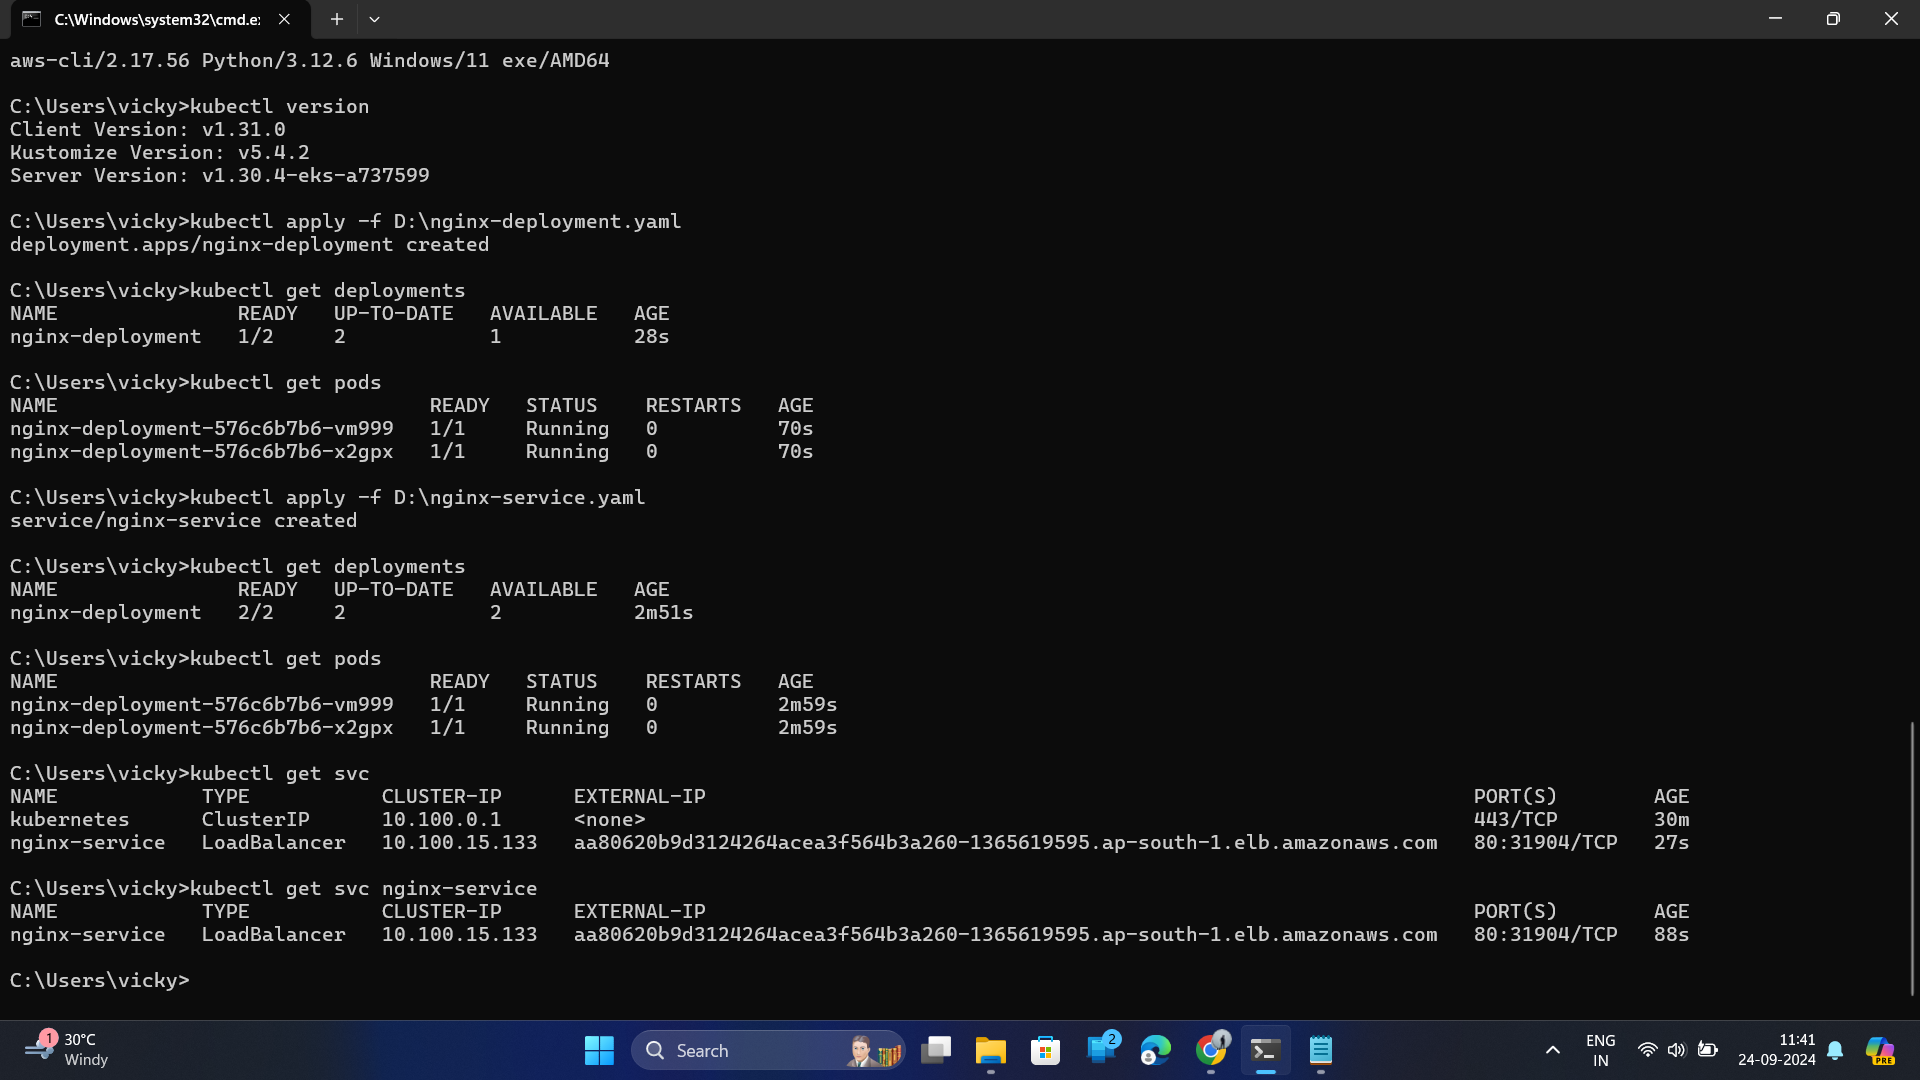 C:\Windows\system32\cmd.e:
aws-cli/2.17.56 Python/3.12.6 Windows/11 exe/AMD64
C:\Users\vicky>kubectl version
Client Version: v1.31.0
Kustomize Version: v5.4.2
Server Version: v1.30.4-eks-a737599
C:\Users\vicky>kubectl apply -f D:\nginx-deployment.yaml
deployment.apps/nginx-deployment created
C:\Users\vicky>kubectl get deployments
NAME READY UP-TO-DATE AVAILABLE AGE
nginx-deployment 1/2 2 1 28s
C:\Users\vicky>kubectl get pods
NAME READY STATUS RESTARTS AGE
nginx-deployment-576c6b7b6-vm999 1/1 Running 0 70s
nginx-deployment-576c6b7b6-x2gpx 1/1 Running 0 70s
C:\Users\vicky>kubectl apply -f D:\nginx-service.yaml
service/nginx-service created
C:\Users\vicky>kubectl get deployments
NAME READY UP-TO-DATE AVAILABLE AGE
nginx-deployment 2/2 2 2 2m51s
C:\Users\vicky>kubectl get pods
NAME READY STATUS RESTARTS AGE
nginx-deployment-576c6b7b6-vm999 1/1 Running 0 2m59s
nginx-deployment-576c6b7b6-x2gpx 1/1 Running 0 2m59s
C:\Users\vicky>kubectl get svc
NAME TYPE CLUSTER-IP EXTERNAL-IP PORT(S) AGE
kubernetes ClusterIP 10.100.0.1 <none> 443/TCP 30m
nginx-service LoadBalancer 10.100.15.133 aa80620b9d3124264acea3f564b3a260-1365619595.ap-south-1.elb.amazonaws.com 80:31904/TCP 27s
C:\Users\vicky>kubectl get svc nginx-service
NAME TYPE CLUSTER-IP EXTERNAL-IP PORT(S) AGE
nginx-service LoadBalancer 10.100.15.133 aa80620b9d3124264acea3f564b3a260-1365619595.ap-south-1.elb.amazonaws.com 80:31904/TCP 88s
C:\Users\vicky>
1 30°C
Windy
Search
2
ENG
IN
11:41
24-09-2024
PRE